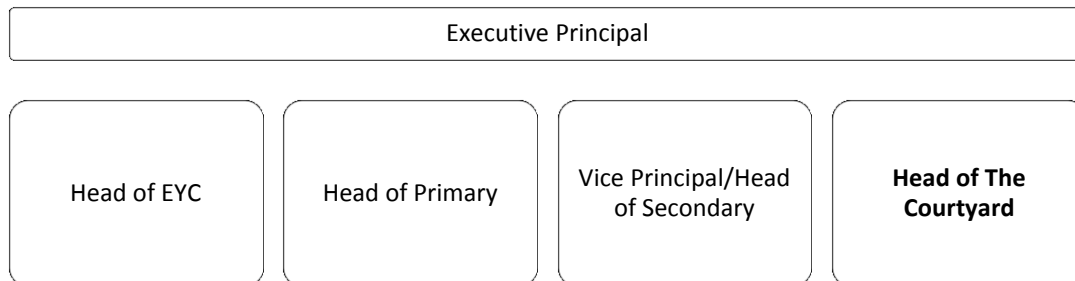 Executive Principal
Head of EYC
Head of Primary
Vice Principal/Head
of Secondary
Head of The
Courtyard